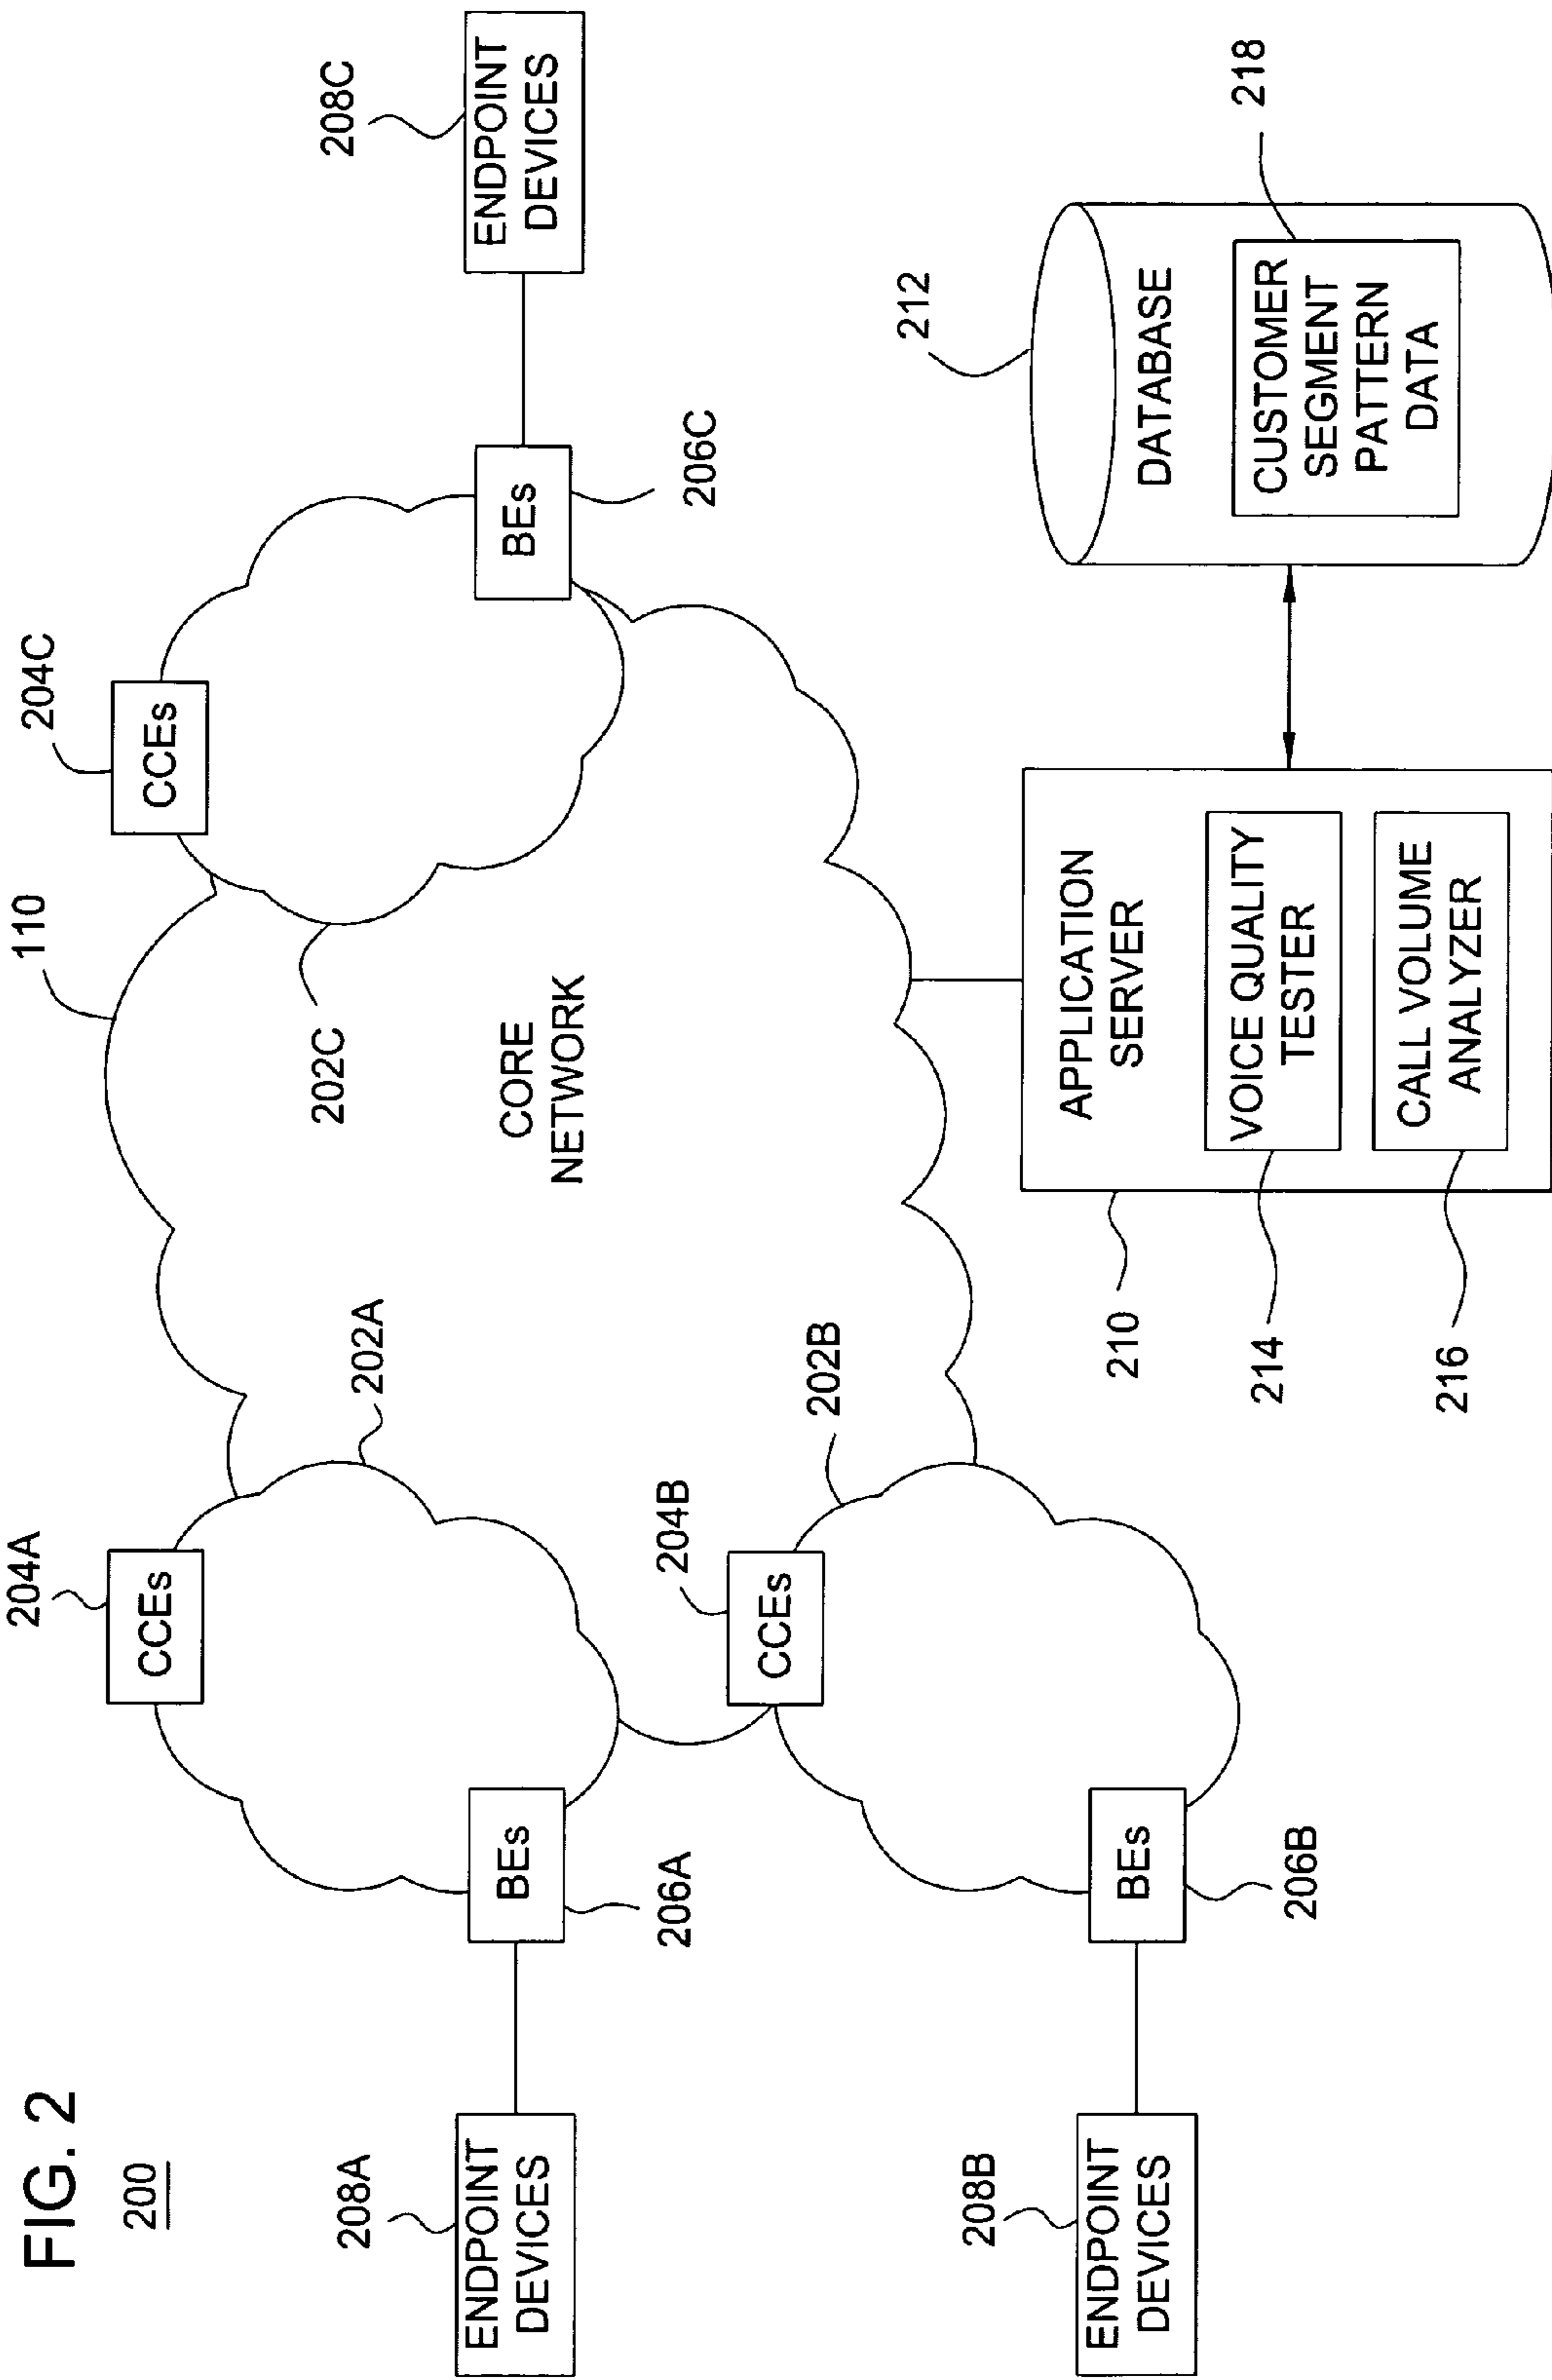 FIG. 2
200
204A
CCEs
202A
110
204C
CCEs
202C
208A
ENDPOINT
DEVICES
BEs
206A
CORE
NETWORK
BEs
206C
208C
ENDPOINT
DEVICES
204B
CCEs
202B
208B
ENDPOINT
DEVICES
BEs
206B
210
APPLICATION
SERVER
214
VOICE QUALITY
TESTER
216
CALL VOLUME
ANALYZER
212
DATABASE
218
CUSTOMER
SEGMENT
PATTERN
DATA